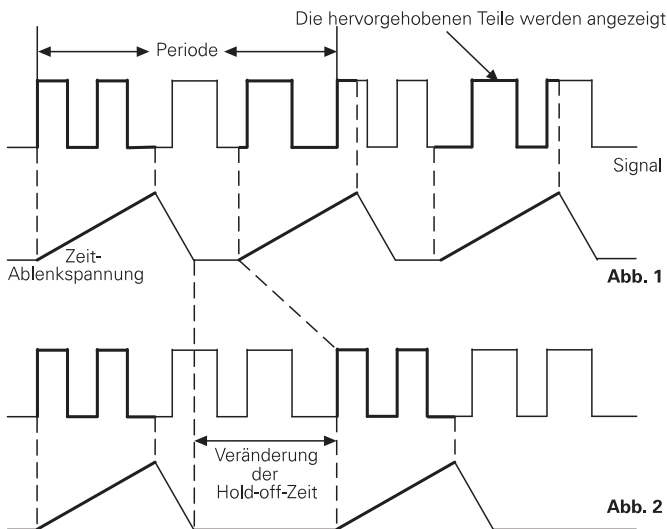 Die hervorgehobenen Teile werden angezeigt
Periode
Signal
Zeit-
Ablenkspannung
Abb. 1
Veränderung
der
Hold-off-Zeit
Abb. 2